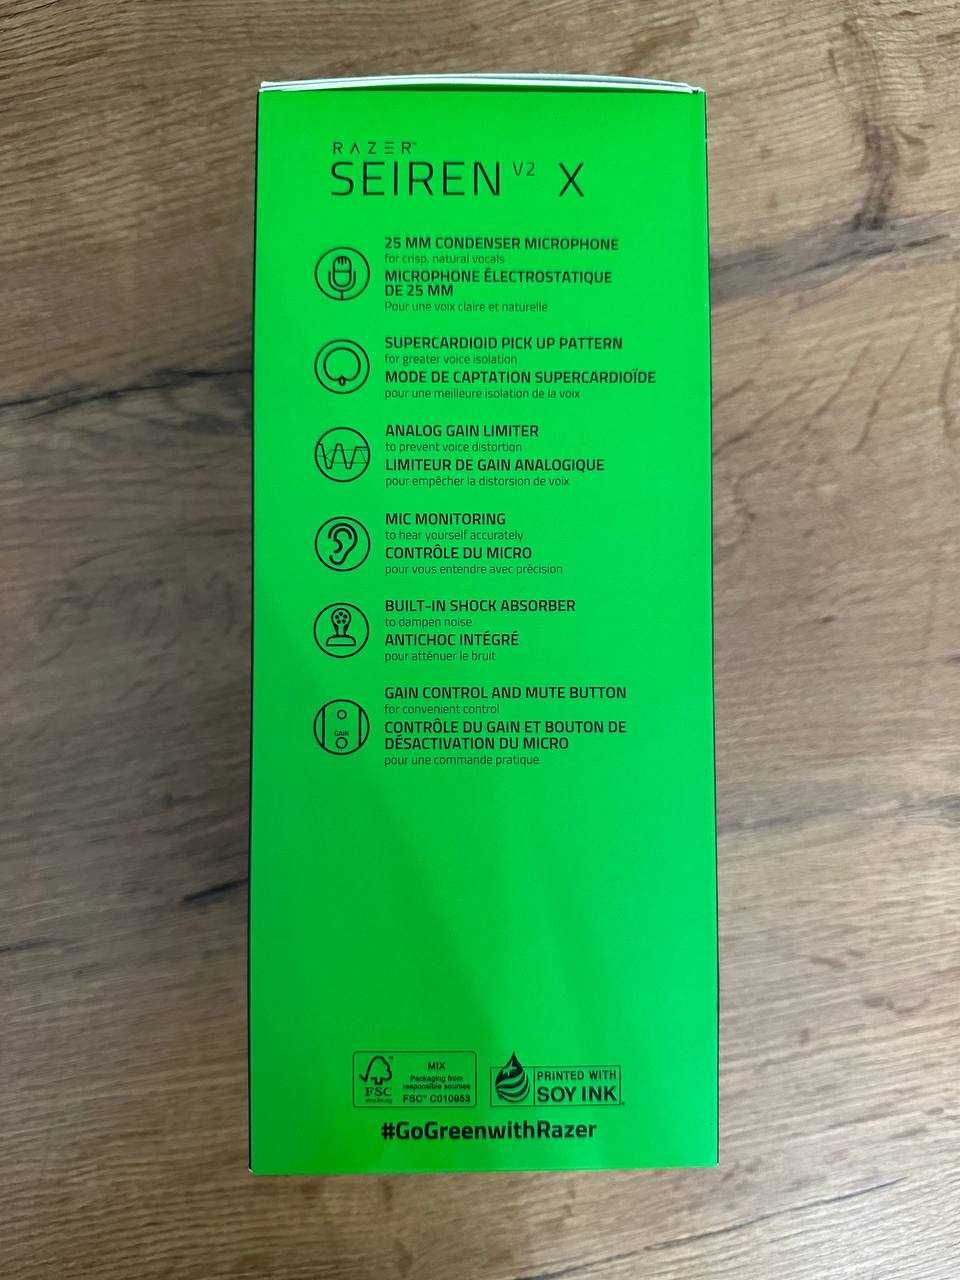 RAZER™
SEIREN V2 X
25 MM CONDENSER MICROPHONE
for crisp, natural vocals
MICROPHONE ÉLECTROSTATIQUE
DE 25 MM
Pour une voix claire et naturelle
SUPERCARDIOID PICK UP PATTERN
for greater voice isolation
MODE DE CAPTATION SUPERCARDIOÏDE
pour une meilleure isolation de la voix
ANALOG GAIN LIMITER
to prevent voice distortion
LIMITEUR DE GAIN ANALOGIQUE
pour empêcher la distorsion de voix
MIC MONITORING
to hear yourself accurately
CONTRÔLE DU MICRO
pour vous entendre avec précision
BUILT-IN SHOCK ABSORBER
to dampen noise
ANTICHOC INTÉGRÉ
pour atténuer le bruit
GAIN CONTROL AND MUTE BUTTON
for convenient control
GAIN
CONTRÔLE DU GAIN ET BOUTON DE
DÉSACTIVATION DU MICRO
pour une commande pratique
FSC
MIX
Packaging from
responsible sources
FSC™ C010953
PRINTED WITH
SOY INK
#GoGreenwithRazer